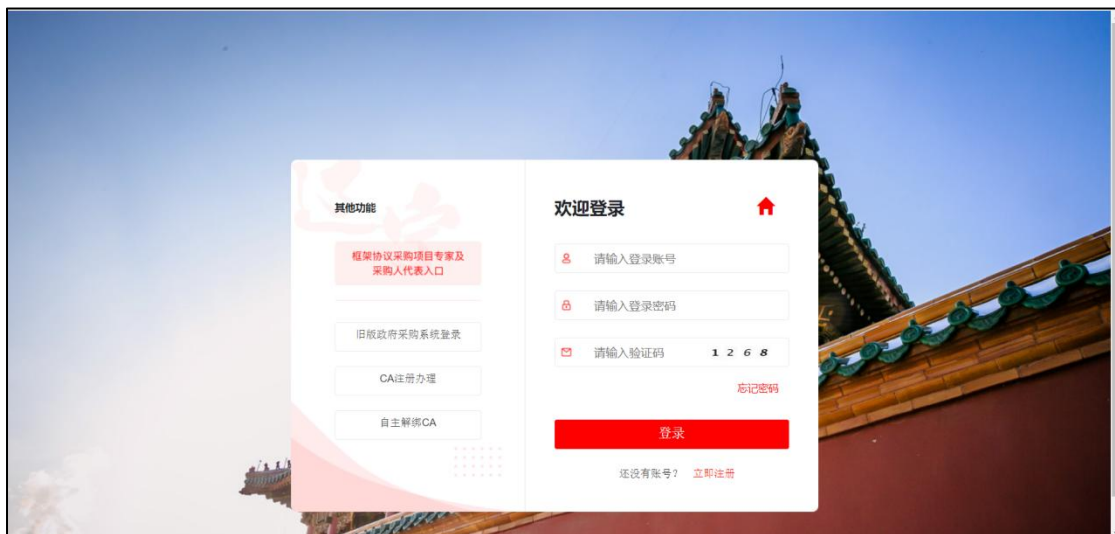 其他功能
框架协议采购项目专家及
采购人代表入口
旧版政府采购系统登录
CA注册办理
自主解绑CA
欢迎登录
请输入登录账号
请输入登录密码
请输入验证码 1 2 6 8
忘记密码
登录
还没有账号? 立即注册